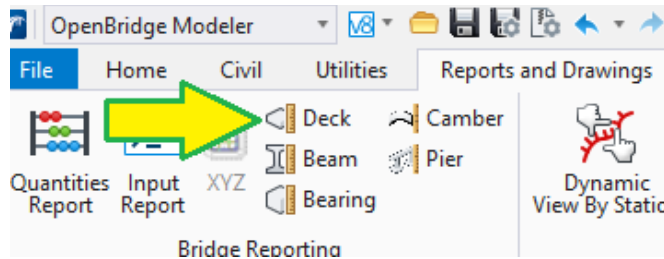 OpenBridge Modeler
File Home Civil Utilities Reports and Drawings
Deck Camber
Beam Pier
Bearing
Quantities Report
Input Report
XYZ
Dynamic
View By Static
Bridge Reporting